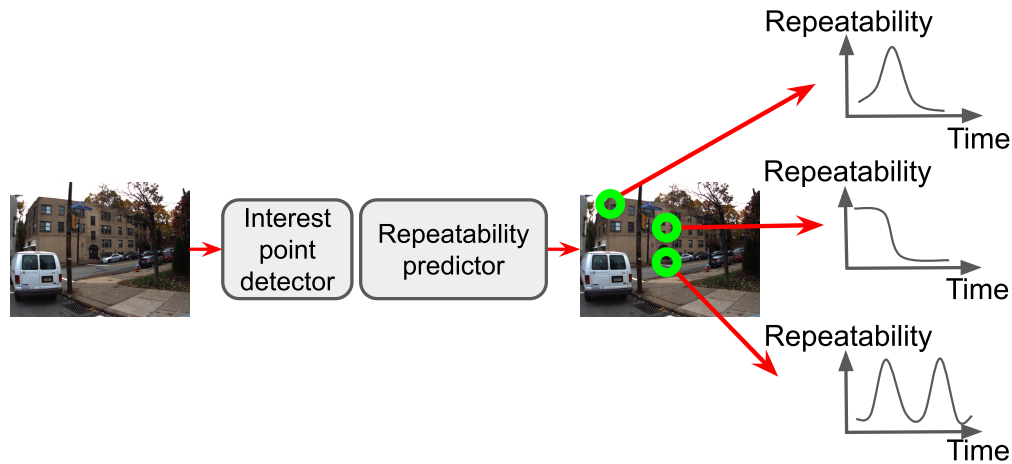 Interest
point
detector
Repeatability
predictor
Repeatability
Time
Repeatability
Time
Repeatability
Time